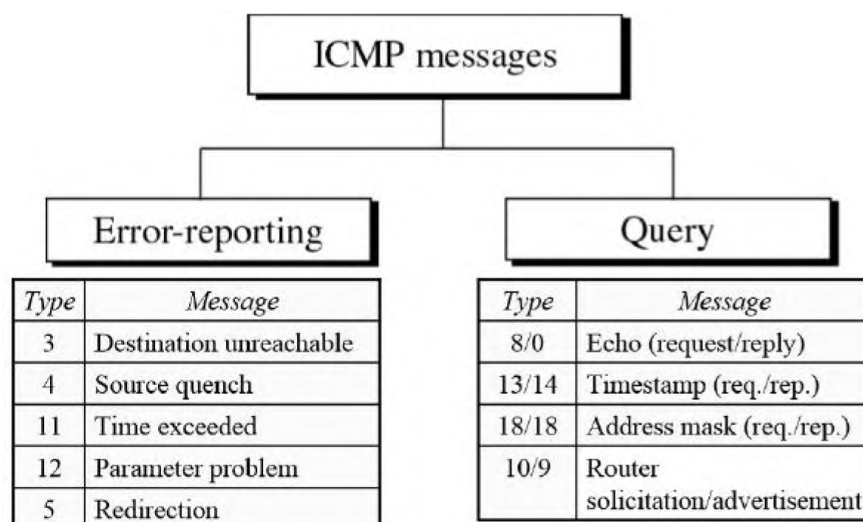 ICMP messages
Error-reporting
Type Message
3 Destination unreachable
4 Source quench
11 Time exceeded
12 Parameter problem
5 Redirection
Query
Type Message
8/0 Echo (request/reply)
13/14 Timestamp (req./rep.)
18/18 Address mask (req./rep.)
10/9 Router
solicitation/advertisement